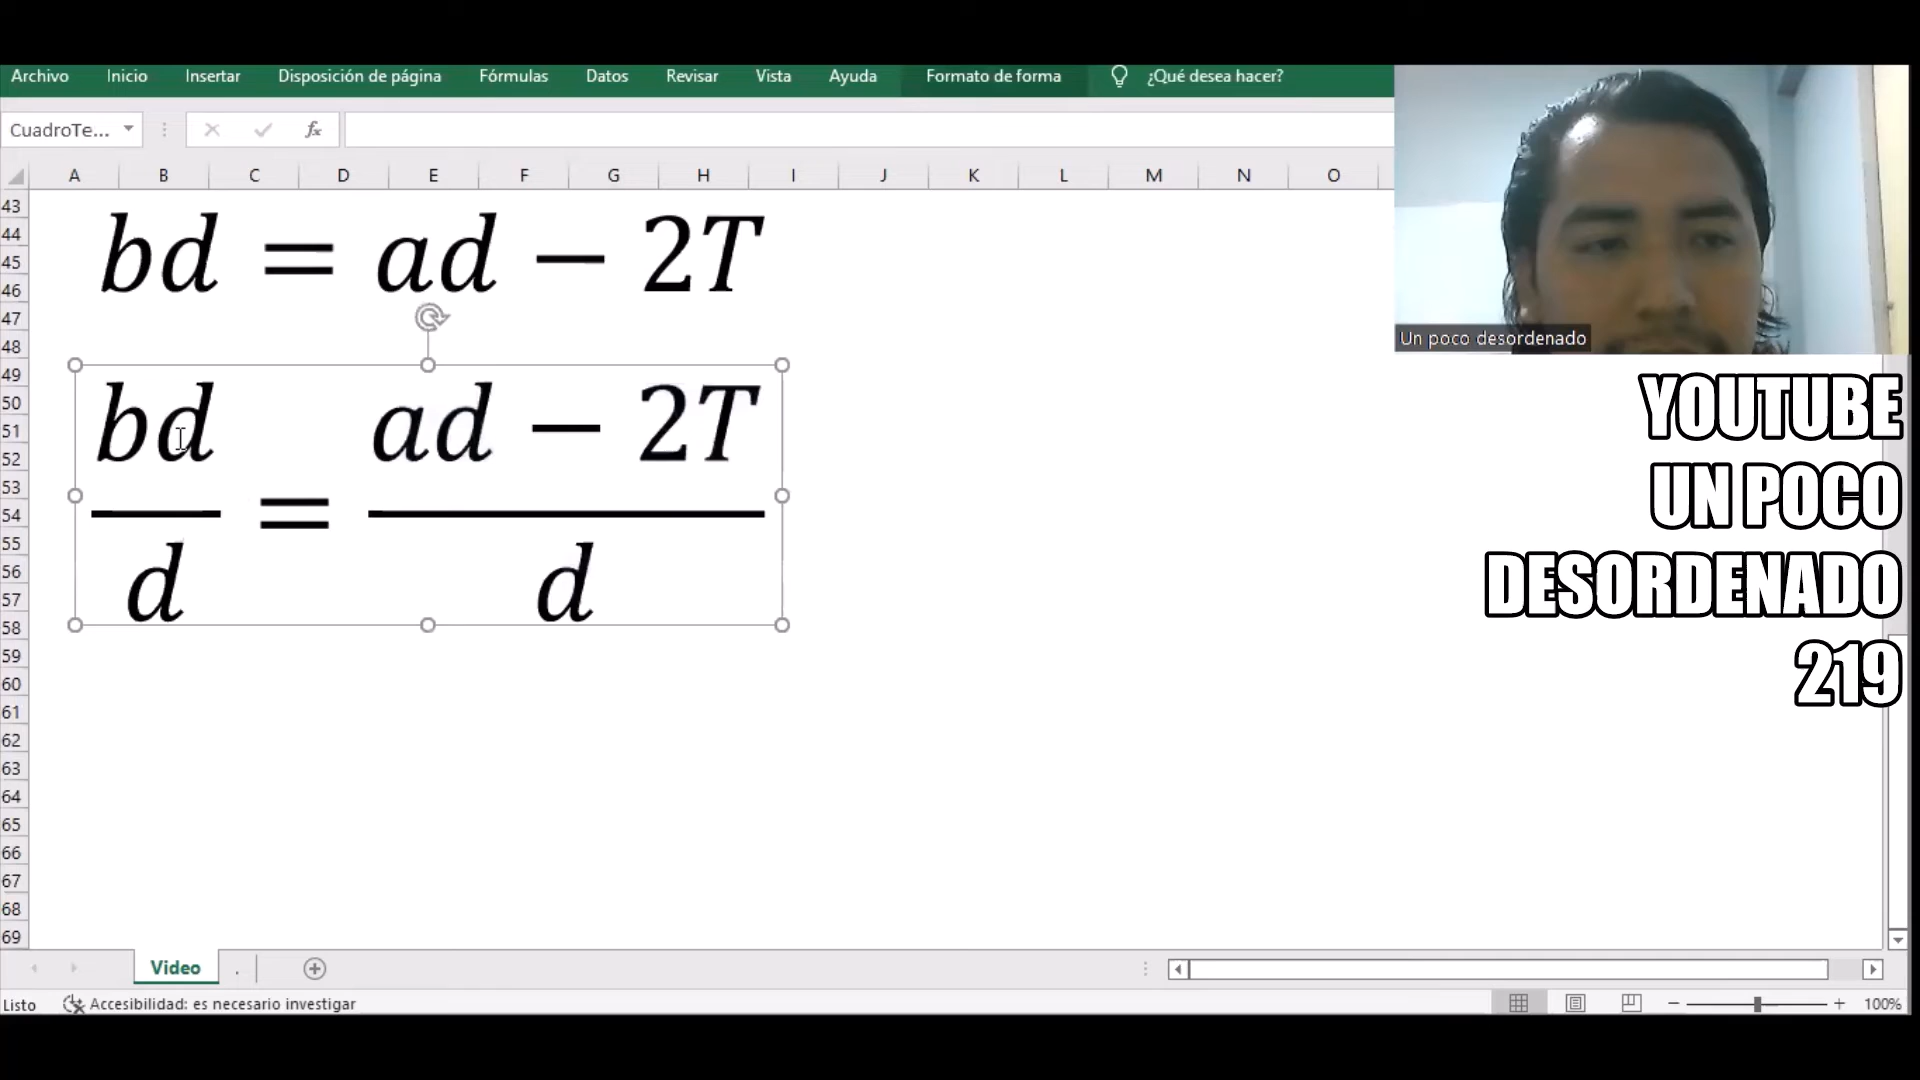 Archivo Inicio Insertar Disposición de página Fórmulas Datos Revisar Vista Ayuda Formato de forma ¿Qué desea hacer?
CuadroTe... fx
A B C D E F G H I J K L M N O
43
44
45
46
47
48
49
50
51
52
53
54
55
56
57
58
59
60
61
62
63
64
65
66
67
68
69
bd = ad − 2T
bd/d = (ad − 2T)/d
Un poco desordenado
YOUTUBE
UN POCO
DESORDENADO
219
Video .
Listo Accesibilidad: es necesario investigar 100%